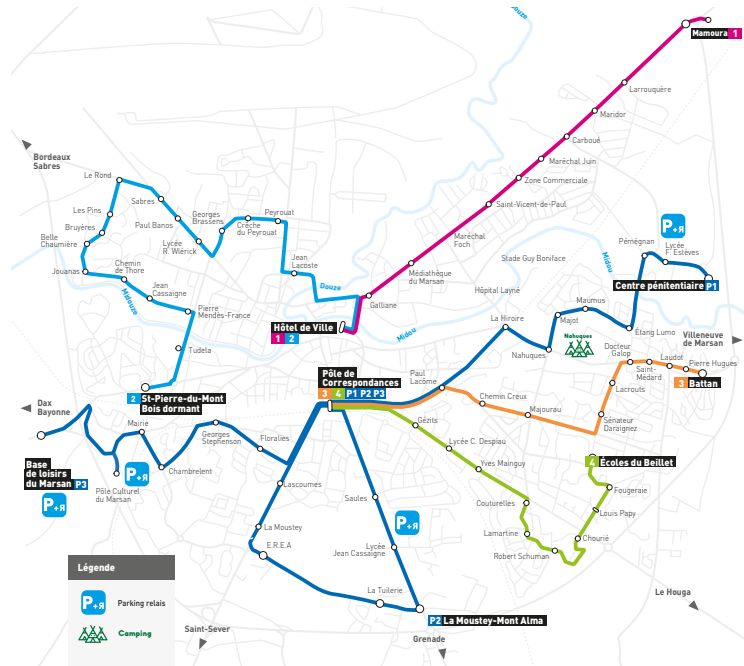 Douze
Mamoura 1
Larrouquère
Maridor
Carboué
Maréchal Juin
Zone Commerciale
Saint-Vicent-de-Paul
Maréchal
Foch
Médiathèque
du Marsan
Galliane
Stade Guy Boniface
Hôpital Layné
Bordeaux
Sabres
Le Rond
Les Pins
Bruyères
Belle
Chaumière
Jouanas
Sabres
Paul Banos
Lycée
R. Wlérick
Georges
Brassens
Crèche
du Peyrouat
Peyrouat
Jean
Lacoste
Douze
Chemin
de Thore
Midouze
Jean
Cassaigne
Pierre
Mendès-France
Tudela
Hôtel de Ville
1 2
Midou
2 St-Pierre-du-Mont
Bois dormant
Pôle de
Correspondances
3 4 P1 P2 P3
P+R
Pémégnan
Lycée
F. Estèves
Midou
Centre pénitentiaire P1
Maumus
Majot
Étang Lumo
La Hiroire
Nahuques
Nahuques
Villeneuve
de Marsan
Docteur
Galop
Saint-
Médard
Laudot
Pierre Hugues
3 Battan
Lacrouts
Sénateur
Daraignez
Paul
Lacôme
Chemin Creux
Majourau
Gézits
Lycée C. Despiau
Yves Mainguy
Couturelles
Lamartine
Robert Schuman
Chourié
Louis Papy
Fougeraie
4 Écoles du Beillet
Dax
Bayonne
Base
de loisirs
du Marsan P3
P+R
Mairie
P+R
Pôle Culturel
du Marsan
Chambrelent
Georges
Stephenson
Floralies
Lascoumes
La Moustey
E.R.E.A
Saules
P+R
Lycée
Jean Cassaigne
La Tuilerie
P2 La Moustey-Mont Alma
Saint-Sever
Grenade
Le Houga
Légende
P+R Parking relais
Camping